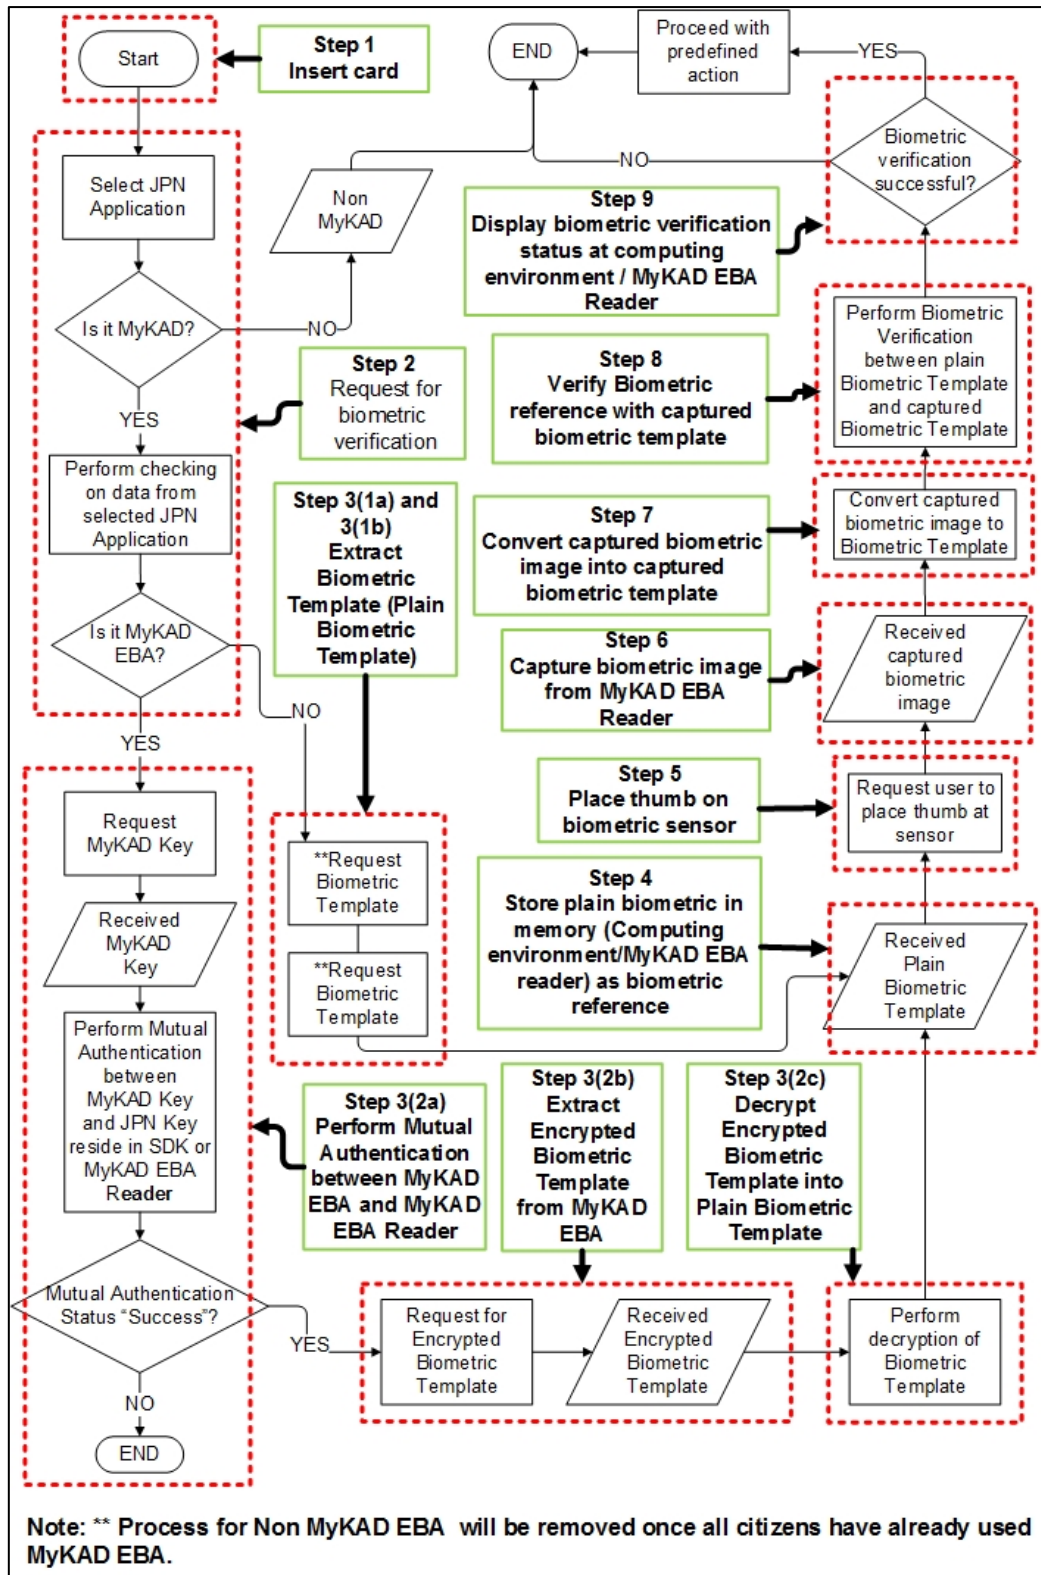 Start
Step 1
Insert card
END
Proceed with
predefined
action
YES
Biometric
verification
successful?
NO
Select JPN
Application
Non
MyKAD
Step 9
Display biometric verification
status at computing
environment / MyKAD EBA
Reader
Is it MyKAD?
NO
YES
Step 2
Request for
biometric
verification
Step 8
Verify Biometric
reference with captured
biometric template
Perform Biometric
Verification
between plain
Biometric Template
and captured
Biometric Template
Perform checking
on data from
selected JPN
Application
Step 3(1a) and
3(1b)
Extract
Biometric
Template (Plain
Biometric
Template)
Step 7
Convert captured biometric
image into captured
biometric template
Convert captured
biometric image to
Biometric Template
Is it MyKAD
EBA?
NO
YES
Step 6
Capture biometric image
from MyKAD EBA
Reader
Received
captured
biometric
image
Step 5
Place thumb on
biometric sensor
Request user to
place thumb at
sensor
Request
MyKAD Key
**Request
Biometric
Template
Step 4
Store plain biometric in
memory (Computing
environment/MyKAD EBA
reader) as biometric
reference
Received
Plain
Biometric
Template
Received
MyKAD
Key
**Request
Biometric
Template
Perform Mutual
Authentication
between
MyKAD Key
and JPN Key
reside in SDK or
MyKAD EBA
Reader
Step 3(2a)
Perform Mutual
Authentication
between MyKAD
EBA and MyKAD
EBA Reader
Step 3(2b)
Extract
Encrypted
Biometric
Template
from MyKAD
EBA
Step 3(2c)
Decrypt
Encrypted
Biometric
Template into
Plain Biometric
Template
Mutual Authentication
Status “Success”?
YES
Request for
Encrypted
Biometric
Template
Received
Encrypted
Biometric
Template
Perform
decryption of
Biometric
Template
NO
END
Note: ** Process for Non MyKAD EBA will be removed once all citizens have already used
MyKAD EBA.